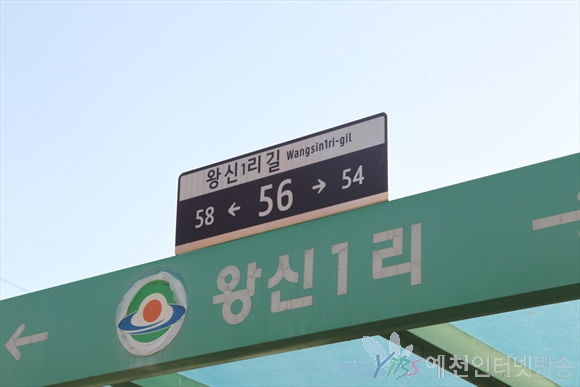 왕신1리길 Wangsin1ri-gil
58 ← 56 → 54
← 왕신1리
YIBS 예천인터넷방송